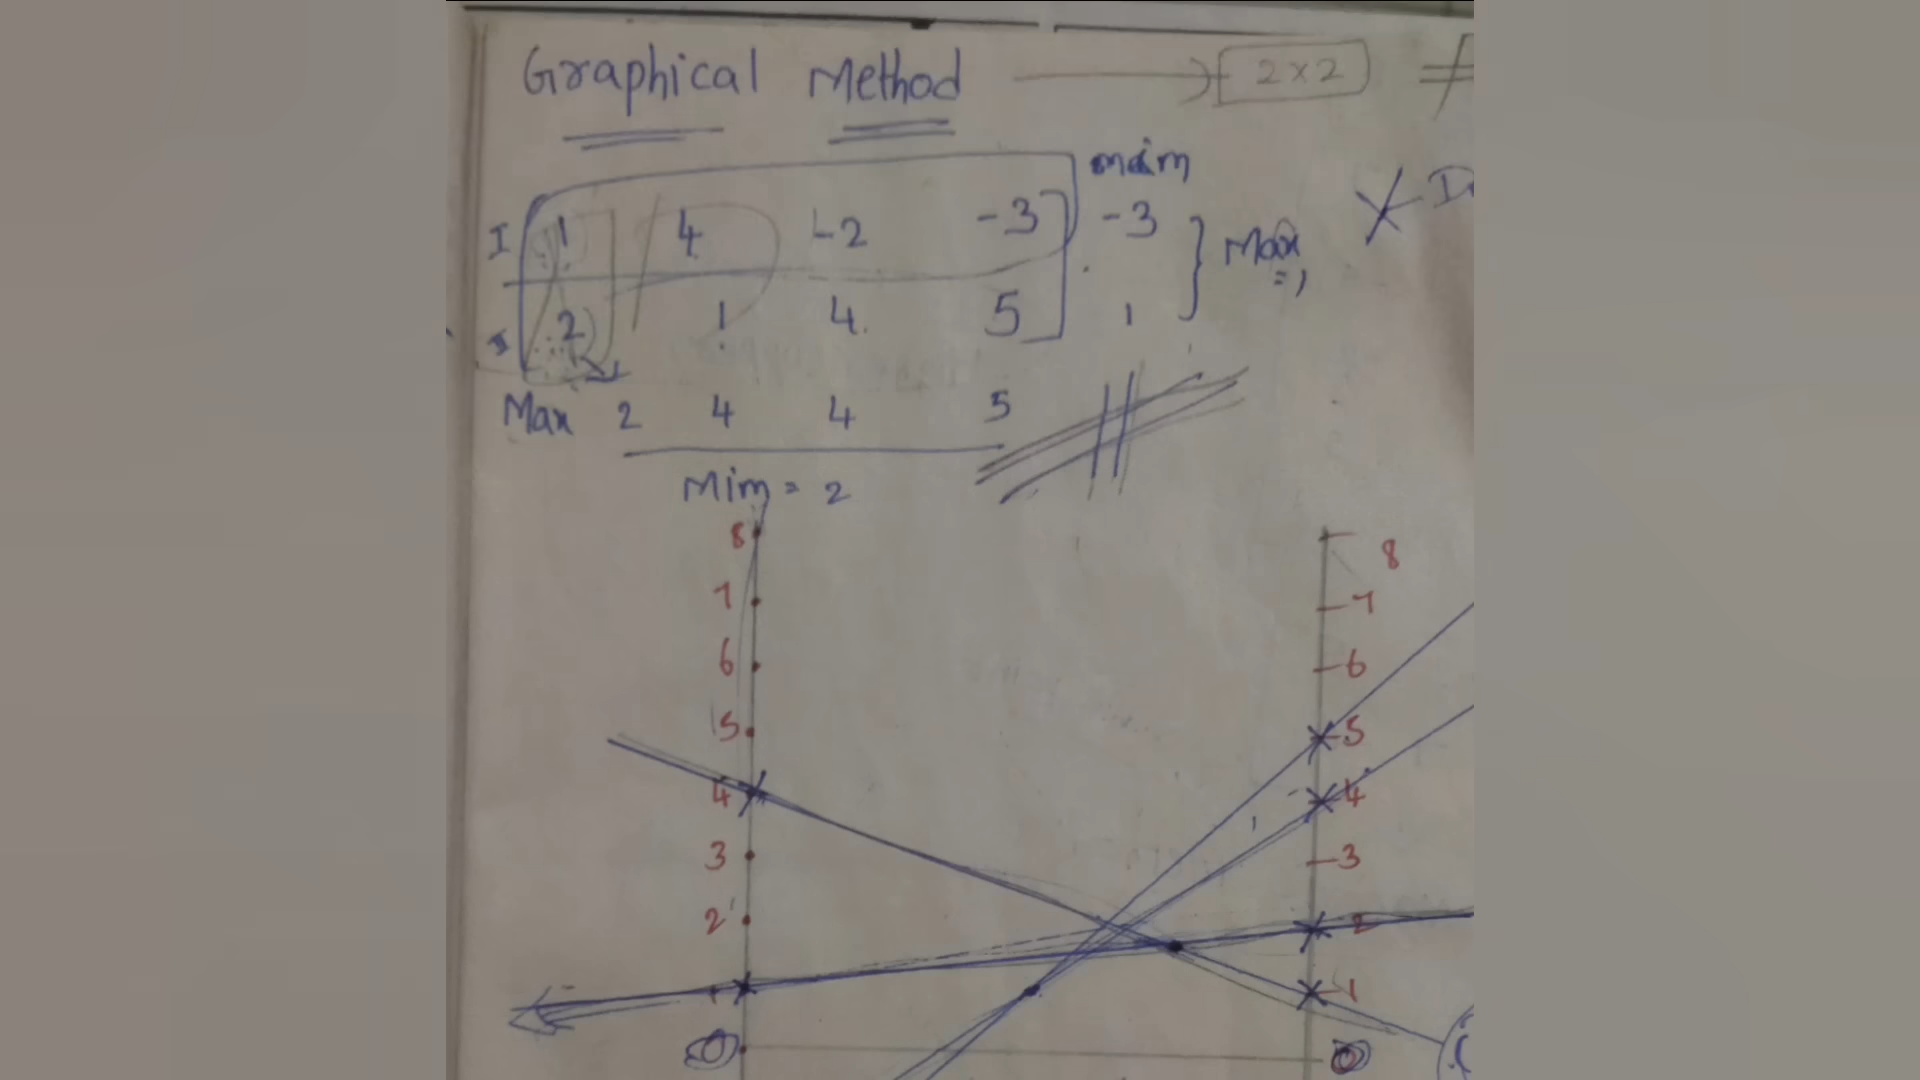 Graphical Method → 2x2
mim
I 1 4 -2 -3 -3
Max
= 1
II 2 1 4 5 1
Max 2 4 4 5
Mim = 2
8 8
7 7
6 6
5 5
4 4
3 3
2 2
1 1
0 0